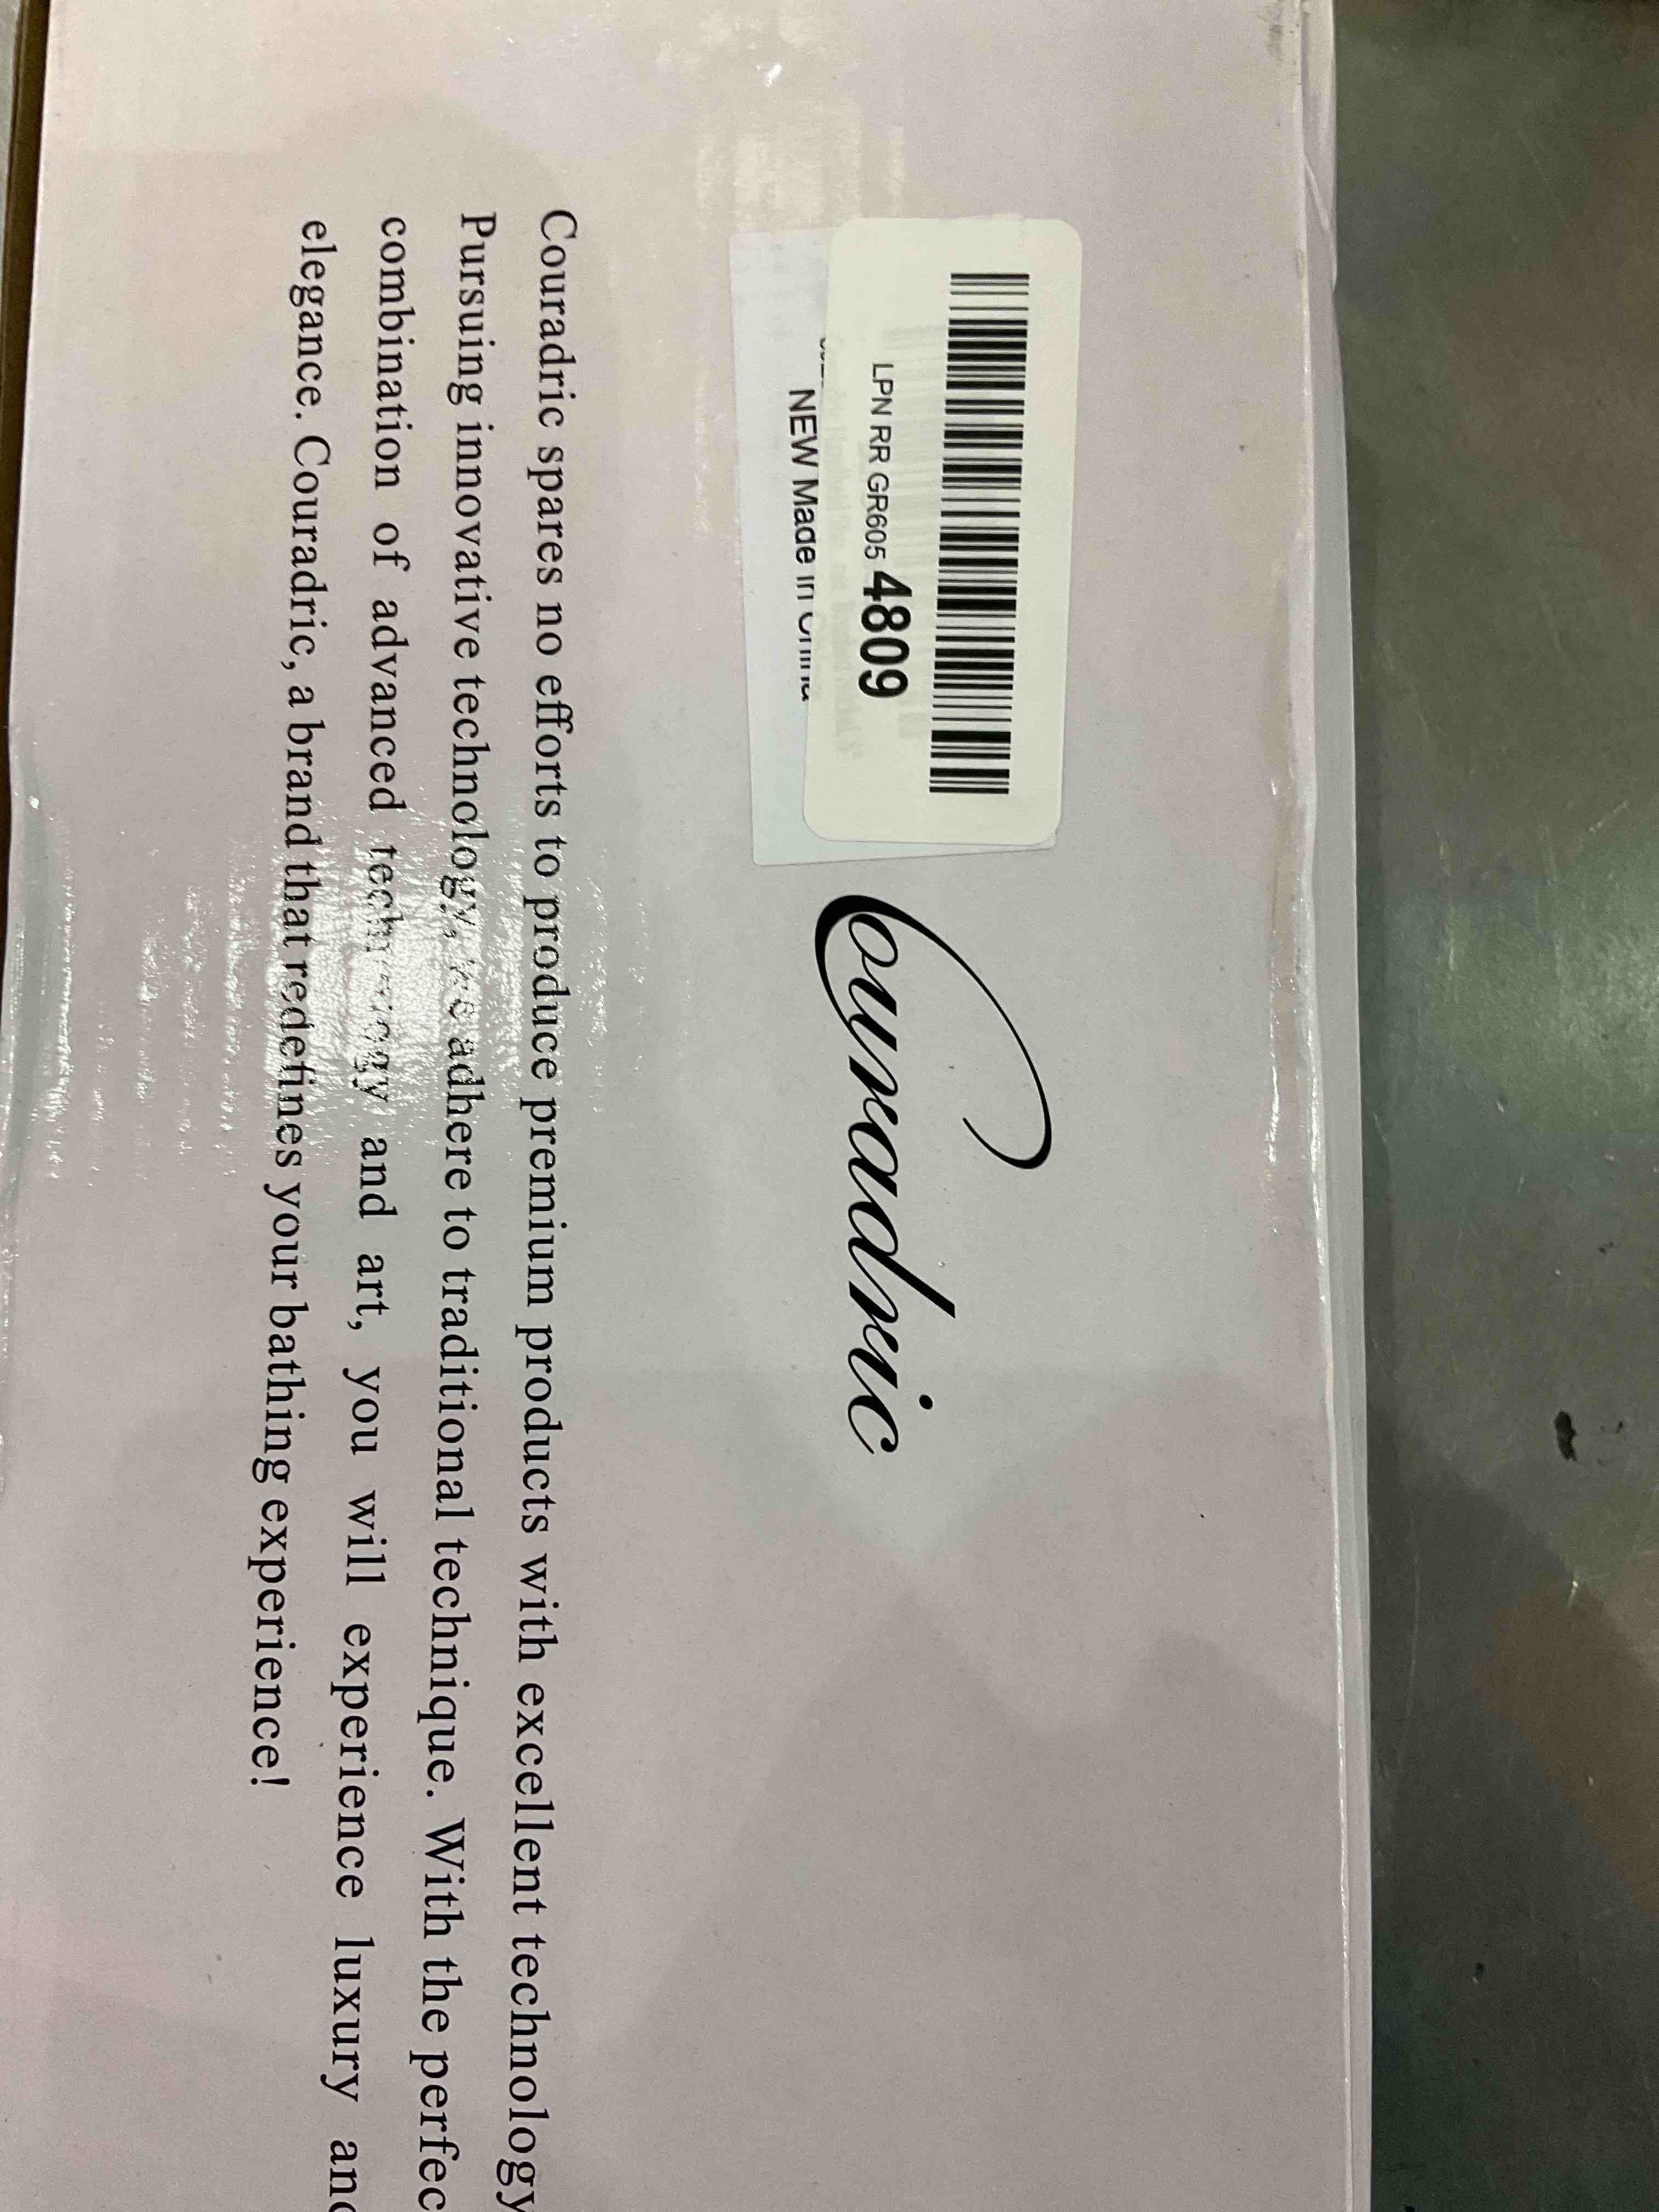 LPN RR GR6054809
NEW Made in China
Couradric
Couradric spares no efforts to produce premium products with excellent technology
Pursuing innovative technology, we adhere to traditional technique. With the perfec
combination of advanced technology and art, you will experience luxury and
elegance. Couradric, a brand that redefines your bathing experience!